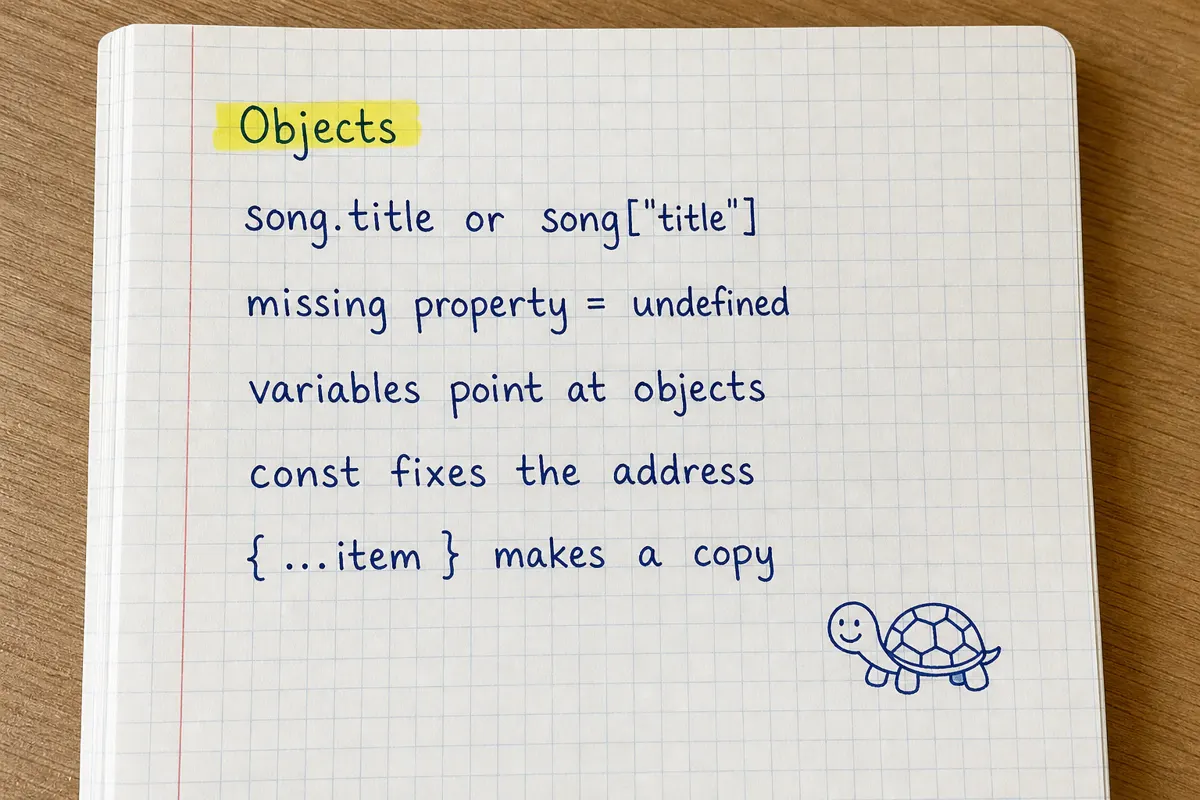 Objects
song.title or song["title"]
missing property = undefined
variables point at objects
const fixes the address
{ ...item } makes a copy